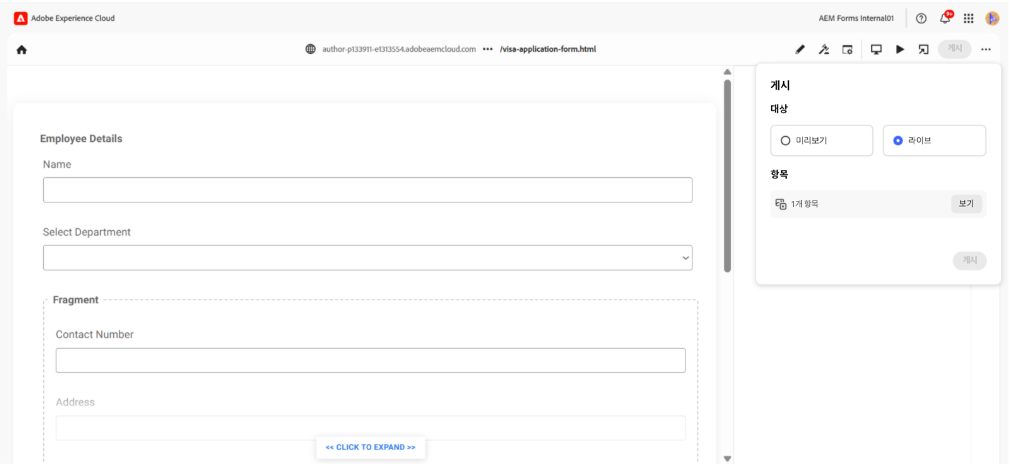 Adobe Experience Cloud
AEM Forms Internal01
9+
author-p133911-e1313554.adobeaemcloud.com ••• /visa-application-form.html
게시
게시
대상
미리보기
라이브
항목
1개 항목
보기
게시
Employee Details
Name
Select Department
Fragment
Contact Number
Address
<< CLICK TO EXPAND >>